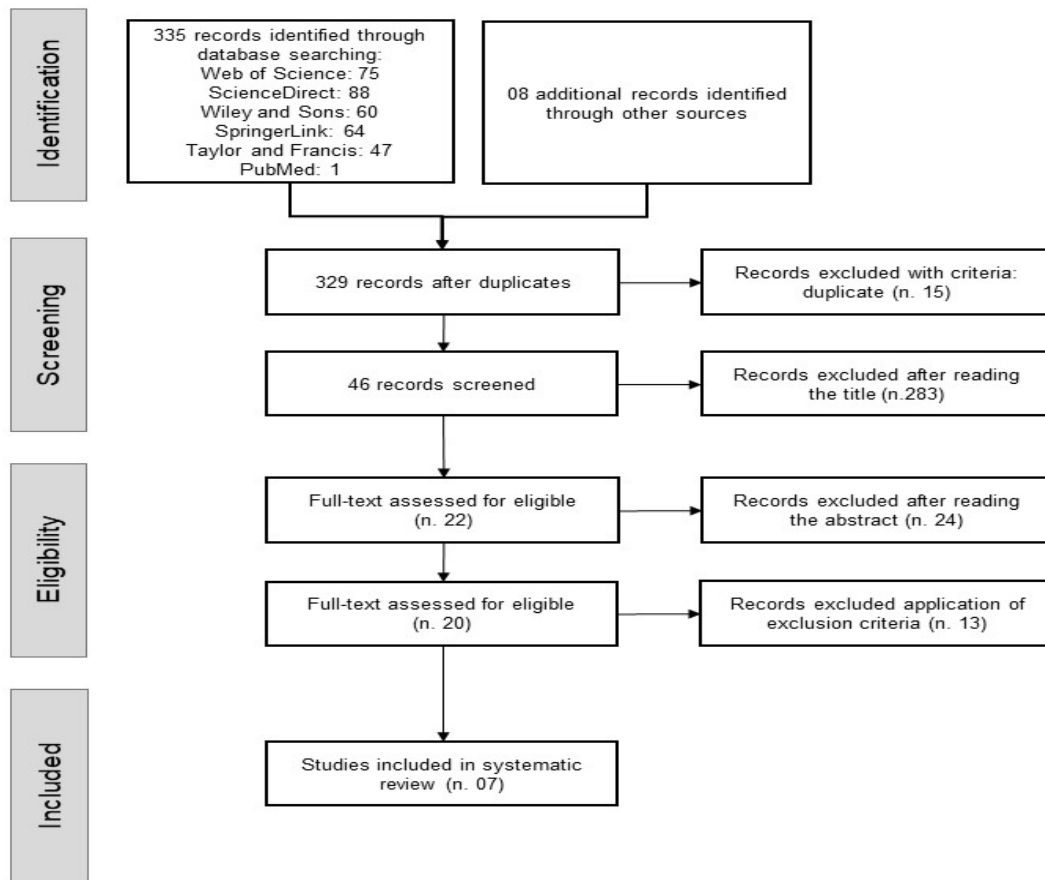 Identification
335 records identified through
database searching:
Web of Science: 75
ScienceDirect: 88
Wiley and Sons: 60
SpringerLink: 64
Taylor and Francis: 47
PubMed: 1
08 additional records identified
through other sources
Screening
329 records after duplicates
Records excluded with criteria:
duplicate (n. 15)
46 records screened
Records excluded after reading
the title (n.283)
Eligibility
Full-text assessed for eligible
(n. 22)
Records excluded after reading
the abstract (n. 24)
Full-text assessed for eligible
(n. 20)
Records excluded application of
exclusion criteria (n. 13)
Included
Studies included in systematic
review (n. 07)